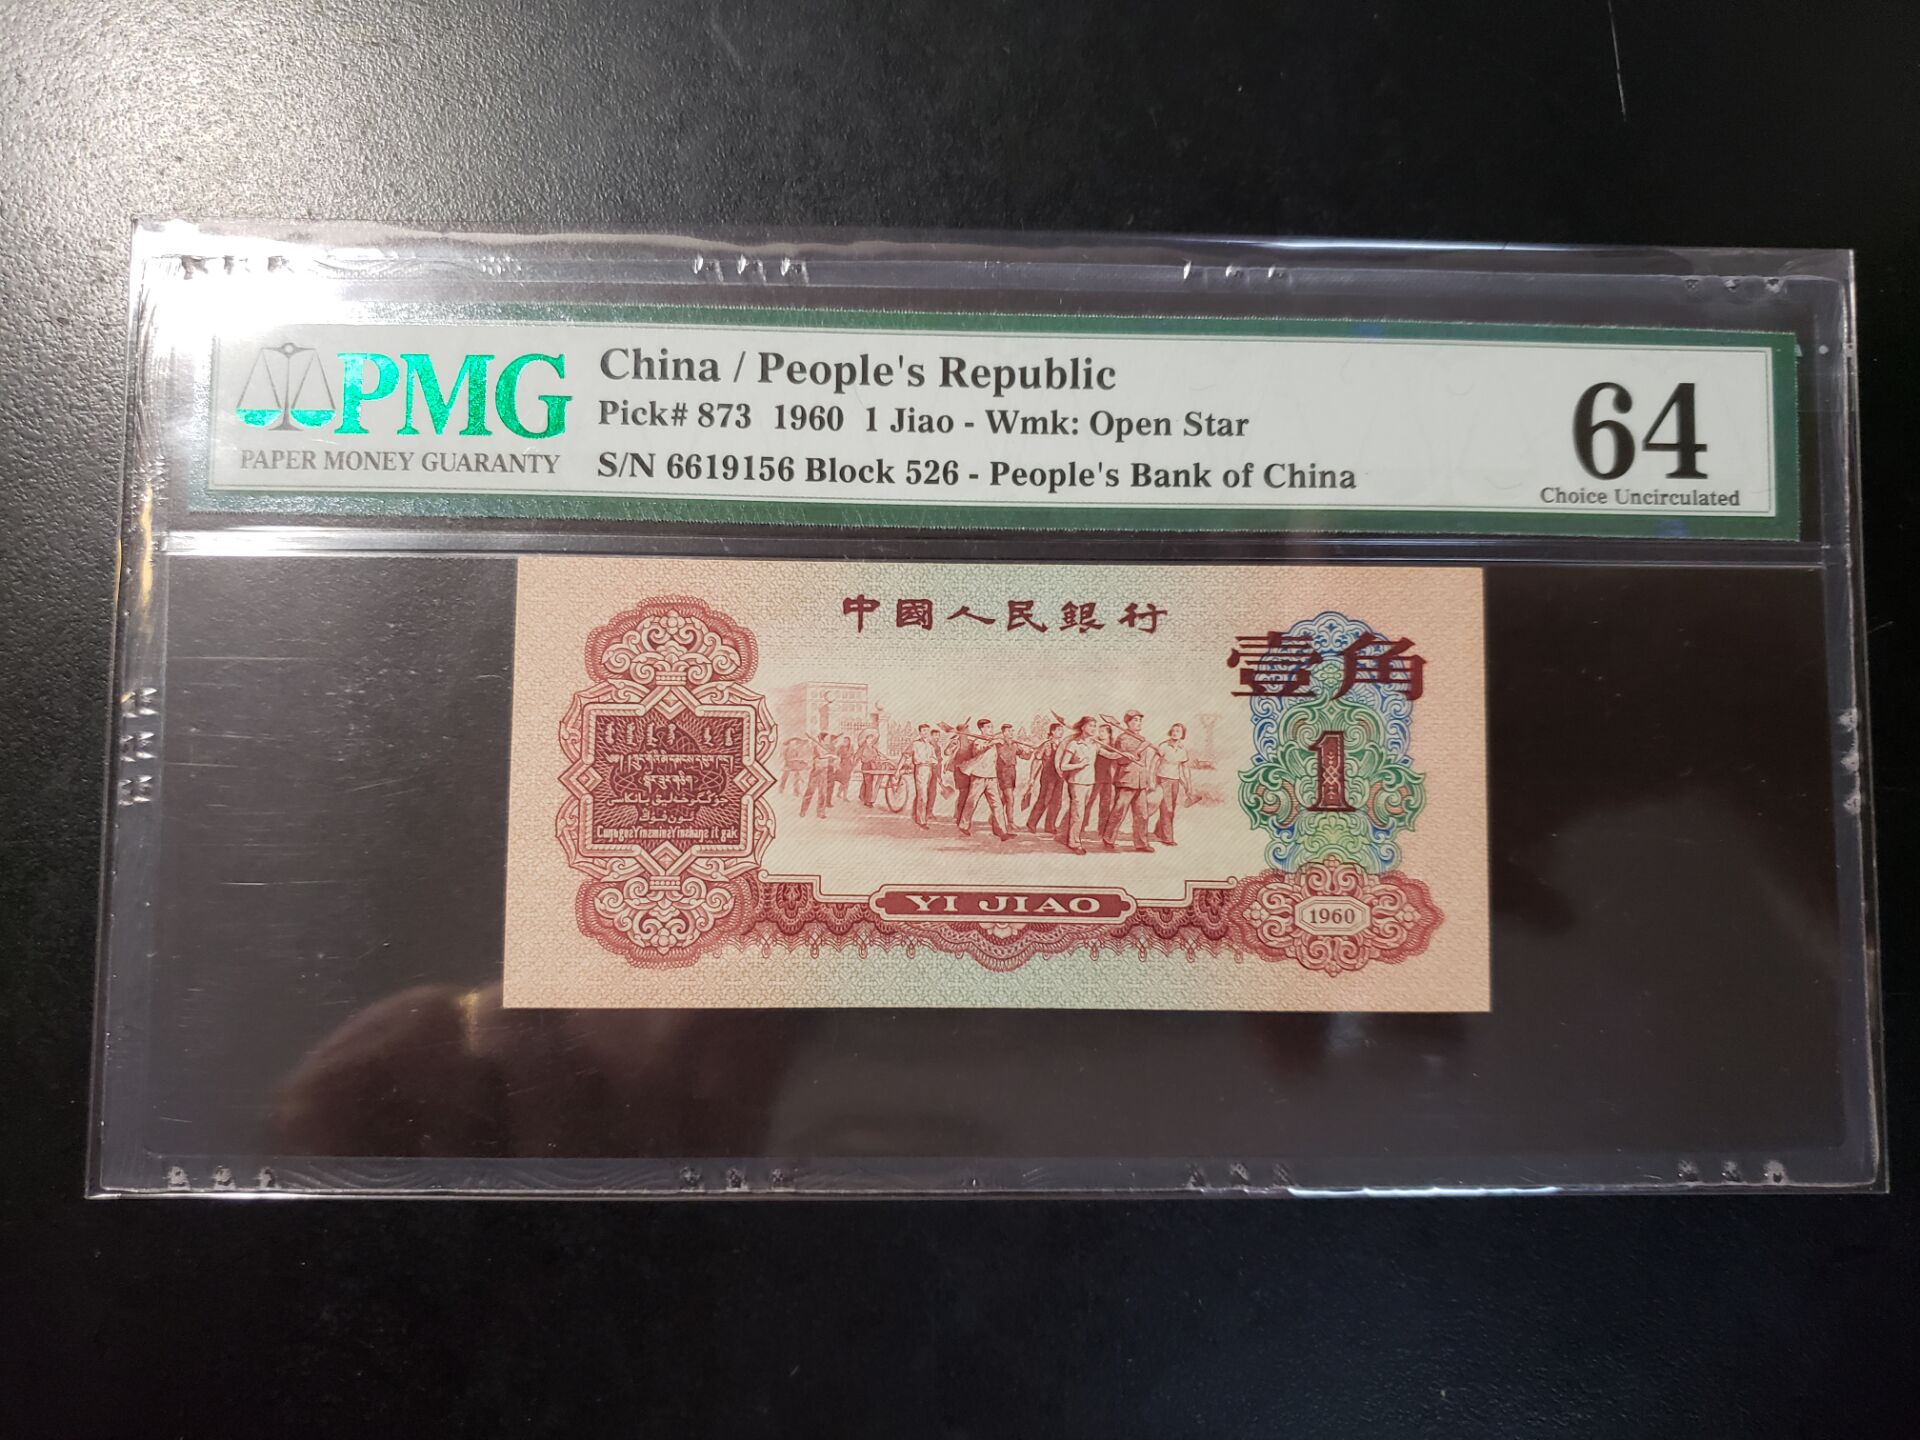 PMG
PAPER MONEY GUARANTY
China / People's Republic
Pick# 873 1960 1 Jiao - Wmk: Open Star
S/N 6619156 Block 526 - People's Bank of China
64
Choice Uncirculated
中國人民銀行
壹角
1
YI JIAO
1960